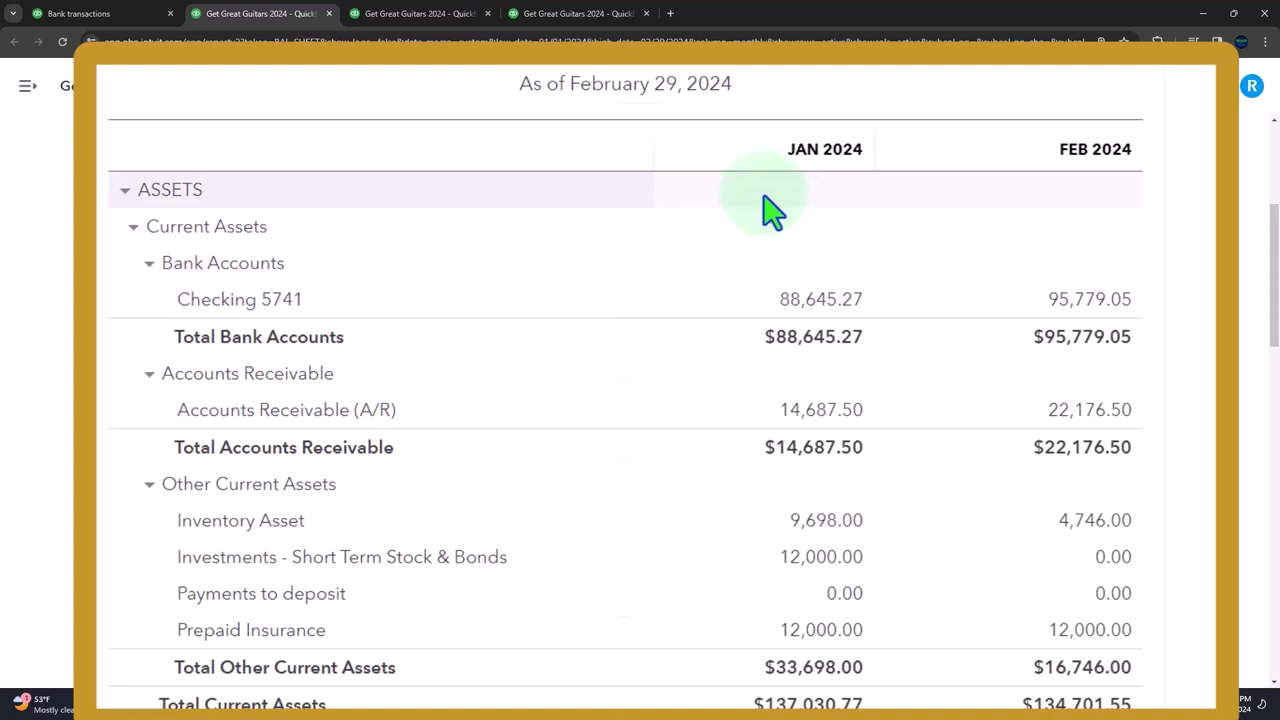 Bank transactions
Get Great Guitars 2024 - Quick
Get Great Guitars 2024 - Quick
Get Great Guitars 2024 - Quick
Ge
R
As of February 29, 2024
JAN 2024 FEB 2024
ASSETS
Current Assets
Bank Accounts
Checking 5741 88,645.27 95,779.05
Total Bank Accounts $88,645.27 $95,779.05
Accounts Receivable
Accounts Receivable (A/R) 14,687.50 22,176.50
Total Accounts Receivable $14,687.50 $22,176.50
Other Current Assets
Inventory Asset 9,698.00 4,746.00
Investments - Short Term Stock & Bonds 12,000.00 0.00
Payments to deposit 0.00 0.00
Prepaid Insurance 12,000.00 12,000.00
Total Other Current Assets $33,698.00 $16,746.00
Total Current Assets $137,030.77 $134,701.55
1
53°F
Mostly clea
PM
2024